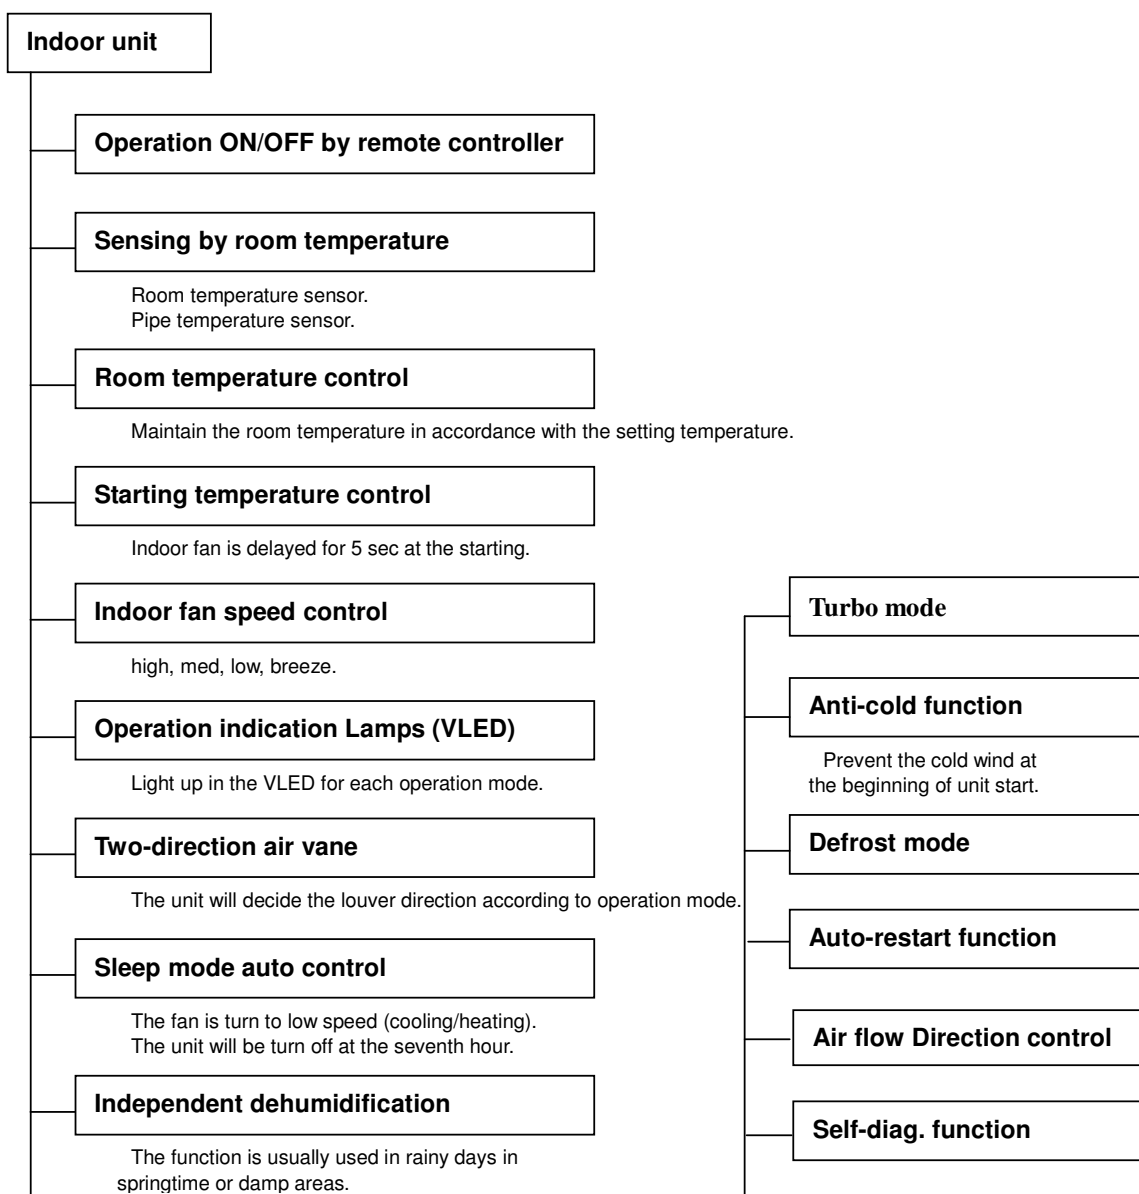 Indoor unit
Operation ON/OFF by remote controller
Sensing by room temperature
Room temperature sensor.
Pipe temperature sensor.
Room temperature control
Maintain the room temperature in accordance with the setting temperature.
Starting temperature control
Indoor fan is delayed for 5 sec at the starting.
Indoor fan speed control
high, med, low, breeze.
Operation indication Lamps (VLED)
Light up in the VLED for each operation mode.
Two-direction air vane
The unit will decide the louver direction according to operation mode.
Sleep mode auto control
The fan is turn to low speed (cooling/heating).
The unit will be turn off at the seventh hour.
Independent dehumidification
The function is usually used in rainy days in
springtime or damp areas.
Turbo mode
Anti-cold function
Prevent the cold wind at
the beginning of unit start.
Defrost mode
Auto-restart function
Air flow Direction control
Self-diag. function